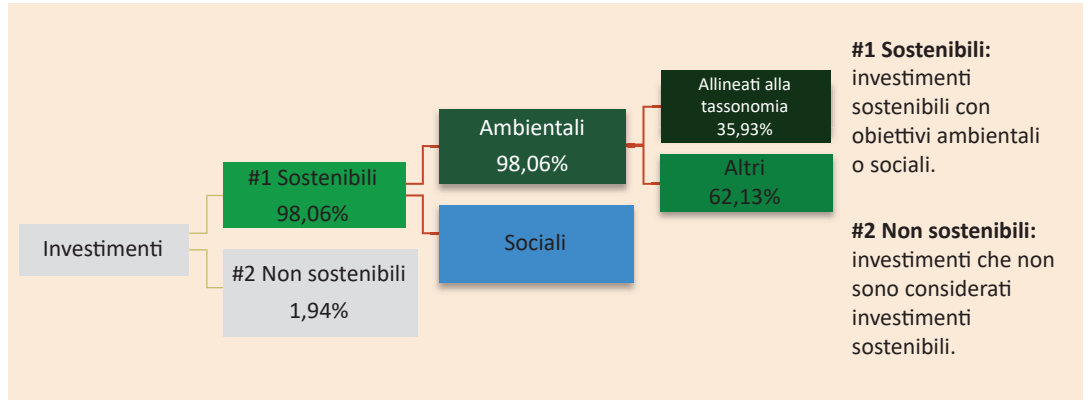 Investimenti
#1 Sostenibili
98,06%
#2 Non sostenibili
1,94%
Ambientali
98,06%
Sociali
Allineati alla
tassonomia
35,93%
Altri
62,13%
#1 Sostenibili:
investimenti
sostenibili con
obiettivi ambientali
o sociali.
#2 Non sostenibili:
investimenti che non
sono considerati
investimenti
sostenibili.